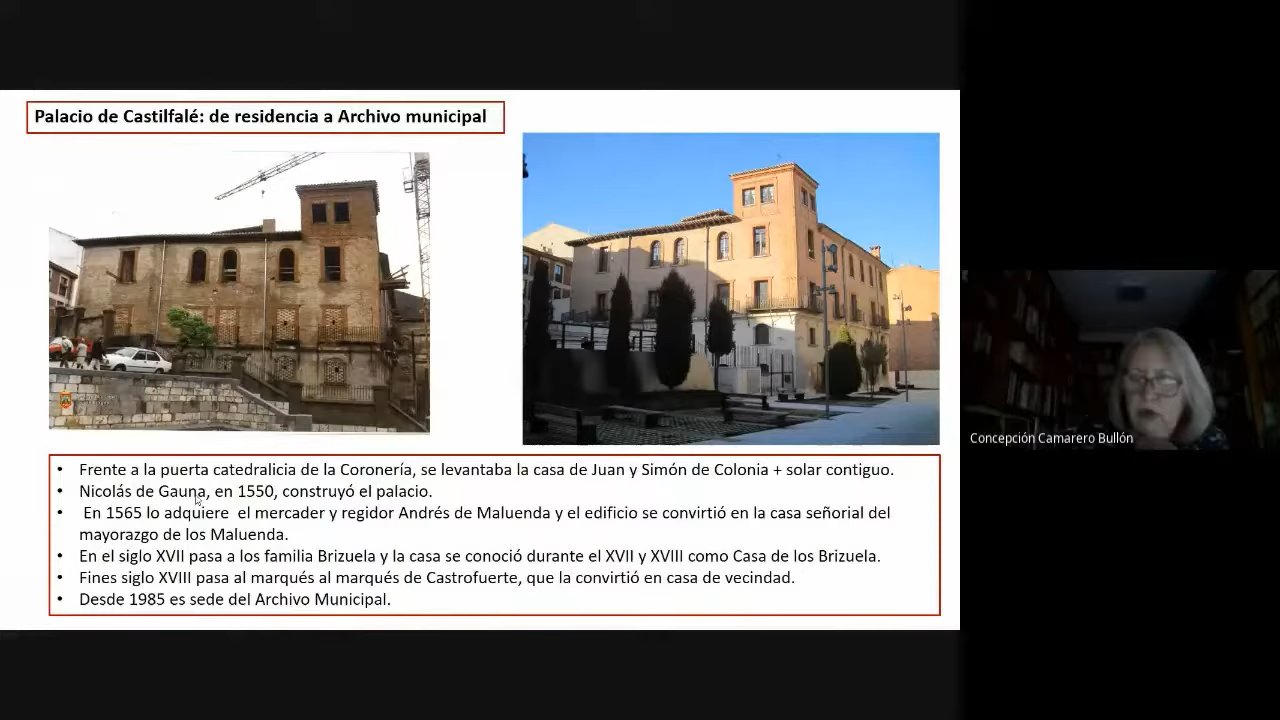 Palacio de Castilfalé: de residencia a Archivo municipal
• Frente a la puerta catedralicia de la Coronería, se levantaba la casa de Juan y Simón de Colonia + solar contiguo.
• Nicolás de Gauna, en 1550, construyó el palacio.
• En 1565 lo adquiere el mercader y regidor Andrés de Maluenda y el edificio se convirtió en la casa señorial del
mayorazgo de los Maluenda.
• En el siglo XVII pasa a los familia Brizuela y la casa se conoció durante el XVII y XVIII como Casa de los Brizuela.
• Fines siglo XVIII pasa al marqués al marqués de Castrofuerte, que la convirtió en casa de vecindad.
• Desde 1985 es sede del Archivo Municipal.
Concepción Camarero Bullón